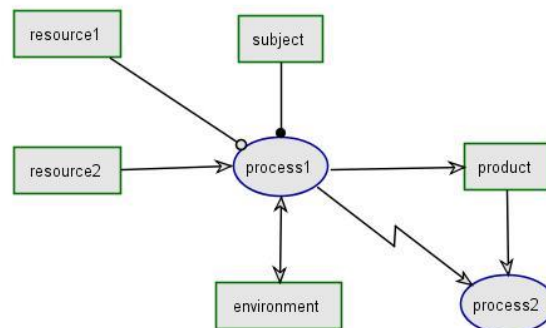 resource1
subject
resource2
process1
product
environment
process2